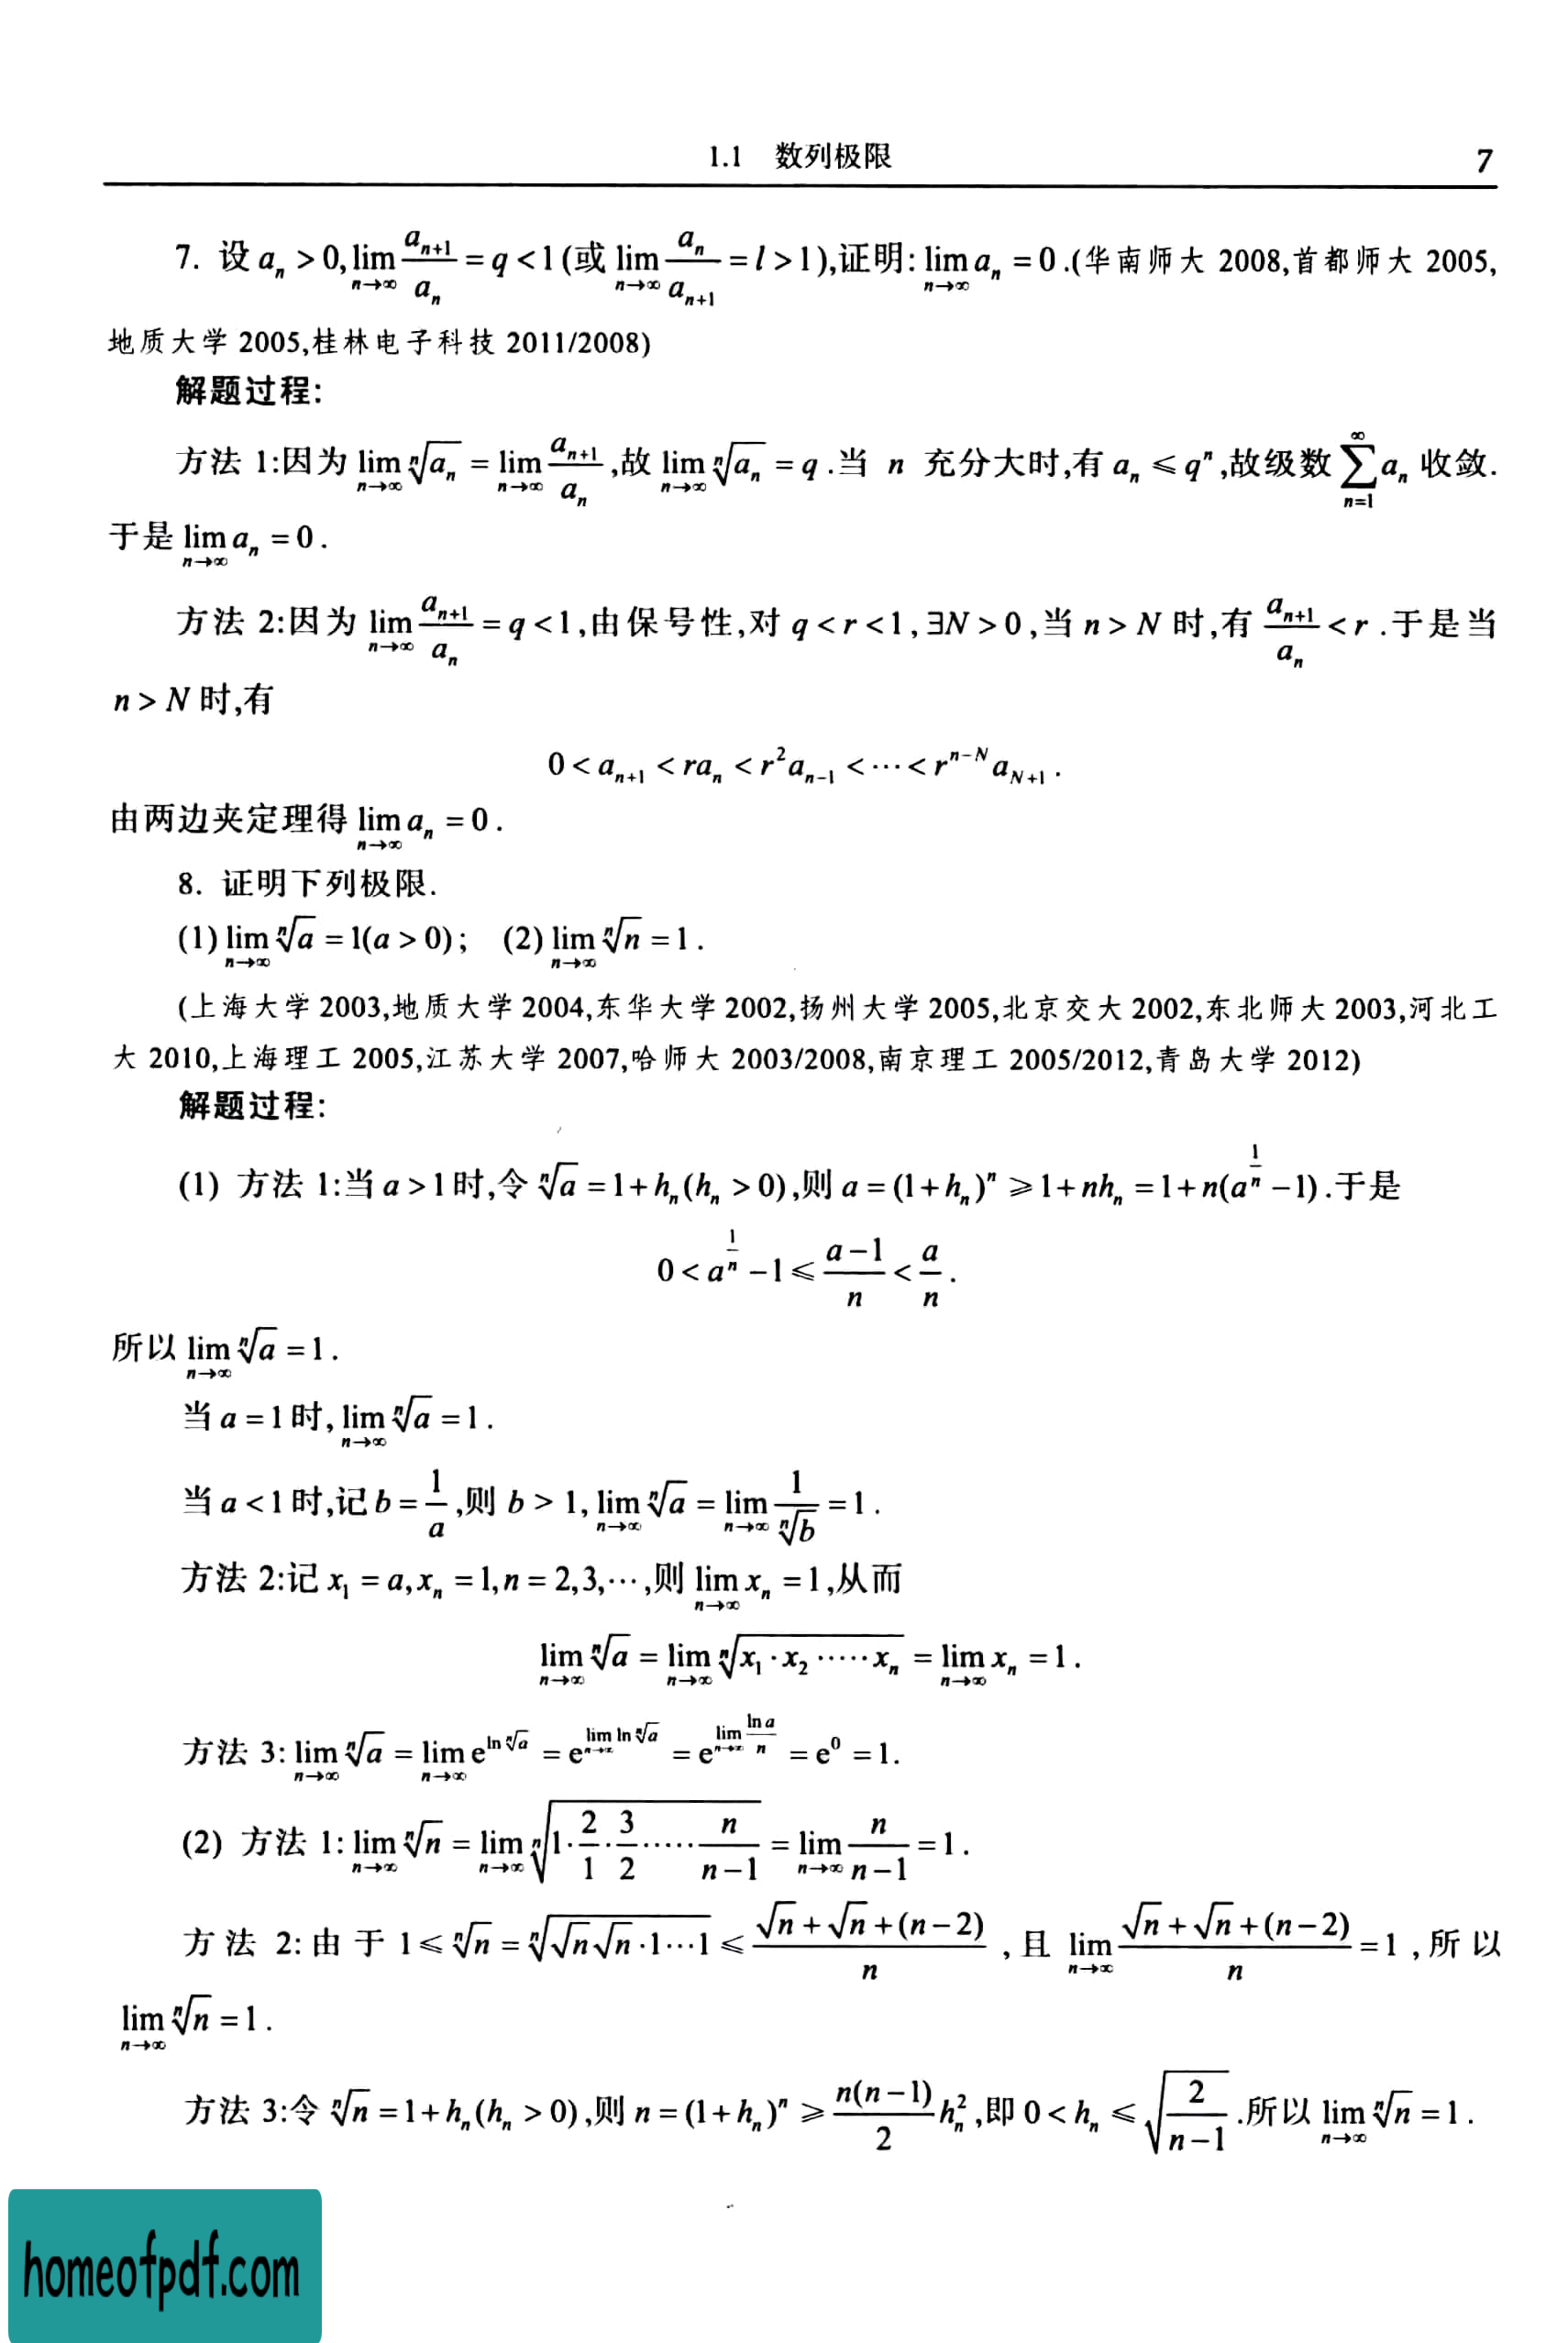 1.1 数列极限 7
7. 设 $a_n>0,\lim\limits_{n\to\infty}\frac{a_{n+1}}{a_n}=q<1$(或 $\lim\limits_{n\to\infty}\frac{a_n}{a_{n+1}}=l>1$),证明: $\lim\limits_{n\to\infty}a_n=0$.(华南师大 2008,首都师大 2005,
地质大学 2005,桂林电子科技 2011/2008)
解题过程:
方法 1:因为 $\lim\limits_{n\to\infty}\sqrt[n]{a_n}=\lim\limits_{n\to\infty}\frac{a_{n+1}}{a_n}$,故 $\lim\limits_{n\to\infty}\sqrt[n]{a_n}=q$.当 n 充分大时,有 $a_n\leqslant q^n$,故级数 $\sum\limits_{n=1}^{\infty}a_n$ 收敛.
于是 $\lim\limits_{n\to\infty}a_n=0$.
方法 2:因为 $\lim\limits_{n\to\infty}\frac{a_{n+1}}{a_n}=q<1$,由保号性,对 $q<r<1,\exists N>0$,当 $n>N$ 时,有 $\frac{a_{n+1}}{a_n}<r$.于是当
$n>N$ 时,有
$0<a_{n+1}<ra_n<r^2a_{n-1}<\cdots<r^{n-N}a_{N+1}$.
由两边夹定理得 $\lim\limits_{n\to\infty}a_n=0$.
8. 证明下列极限.
(1) $\lim\limits_{n\to\infty}\sqrt[n]{a}=1(a>0)$; (2) $\lim\limits_{n\to\infty}\sqrt[n]{n}=1$.
(上海大学 2003,地质大学 2004,东华大学 2002,扬州大学 2005,北京交大 2002,东北师大 2003,河北工
大 2010,上海理工 2005,江苏大学 2007,哈师大 2003/2008,南京理工 2005/2012,青岛大学 2012)
解题过程:
(1) 方法 1:当 $a>1$ 时,令 $\sqrt[n]{a}=1+h_n(h_n>0)$,则 $a=(1+h_n)^n\geqslant 1+nh_n=1+n(a^{\frac{1}{n}}-1)$.于是
$0<a^{\frac{1}{n}}-1\leqslant\frac{a-1}{n}<\frac{a}{n}$.
所以 $\lim\limits_{n\to\infty}\sqrt[n]{a}=1$.
当 $a=1$ 时, $\lim\limits_{n\to\infty}\sqrt[n]{a}=1$.
当 $a<1$ 时,记 $b=\frac{1}{a}$,则 $b>1,\lim\limits_{n\to\infty}\sqrt[n]{a}=\lim\limits_{n\to\infty}\frac{1}{\sqrt[n]{b}}=1$.
方法 2:记 $x_1=a,x_n=1,n=2,3,\cdots$,则 $\lim\limits_{n\to\infty}x_n=1$,从而
$\lim\limits_{n\to\infty}\sqrt[n]{a}=\lim\limits_{n\to\infty}\sqrt[n]{x_1\cdot x_2\cdot\cdots\cdot x_n}=\lim\limits_{n\to\infty}x_n=1$.
方法 3: $\lim\limits_{n\to\infty}\sqrt[n]{a}=\lim\limits_{n\to\infty}e^{\ln\sqrt[n]{a}}=e^{\lim\limits_{n\to\infty}\ln\sqrt[n]{a}}=e^{\lim\limits_{n\to\infty}\frac{\ln a}{n}}=e^0=1$.
(2) 方法 1: $\lim\limits_{n\to\infty}\sqrt[n]{n}=\lim\limits_{n\to\infty}\sqrt[n]{1\cdot\frac{2}{1}\cdot\frac{3}{2}\cdot\cdots\cdot\frac{n}{n-1}}=\lim\limits_{n\to\infty}\frac{n}{n-1}=1$.
方法 2:由于 $1\leqslant\sqrt[n]{n}=\sqrt[n]{\sqrt{n}\sqrt{n}\cdot 1\cdots 1}\leqslant\frac{\sqrt{n}+\sqrt{n}+(n-2)}{n}$,且 $\lim\limits_{n\to\infty}\frac{\sqrt{n}+\sqrt{n}+(n-2)}{n}=1$,所以
$\lim\limits_{n\to\infty}\sqrt[n]{n}=1$.
方法 3:令 $\sqrt[n]{n}=1+h_n(h_n>0)$,则 $n=(1+h_n)^n\geqslant\frac{n(n-1)}{2}h_n^2$,即 $0<h_n\leqslant\sqrt{\frac{2}{n-1}}$.所以 $\lim\limits_{n\to\infty}\sqrt[n]{n}=1$.
homeofpdf.com